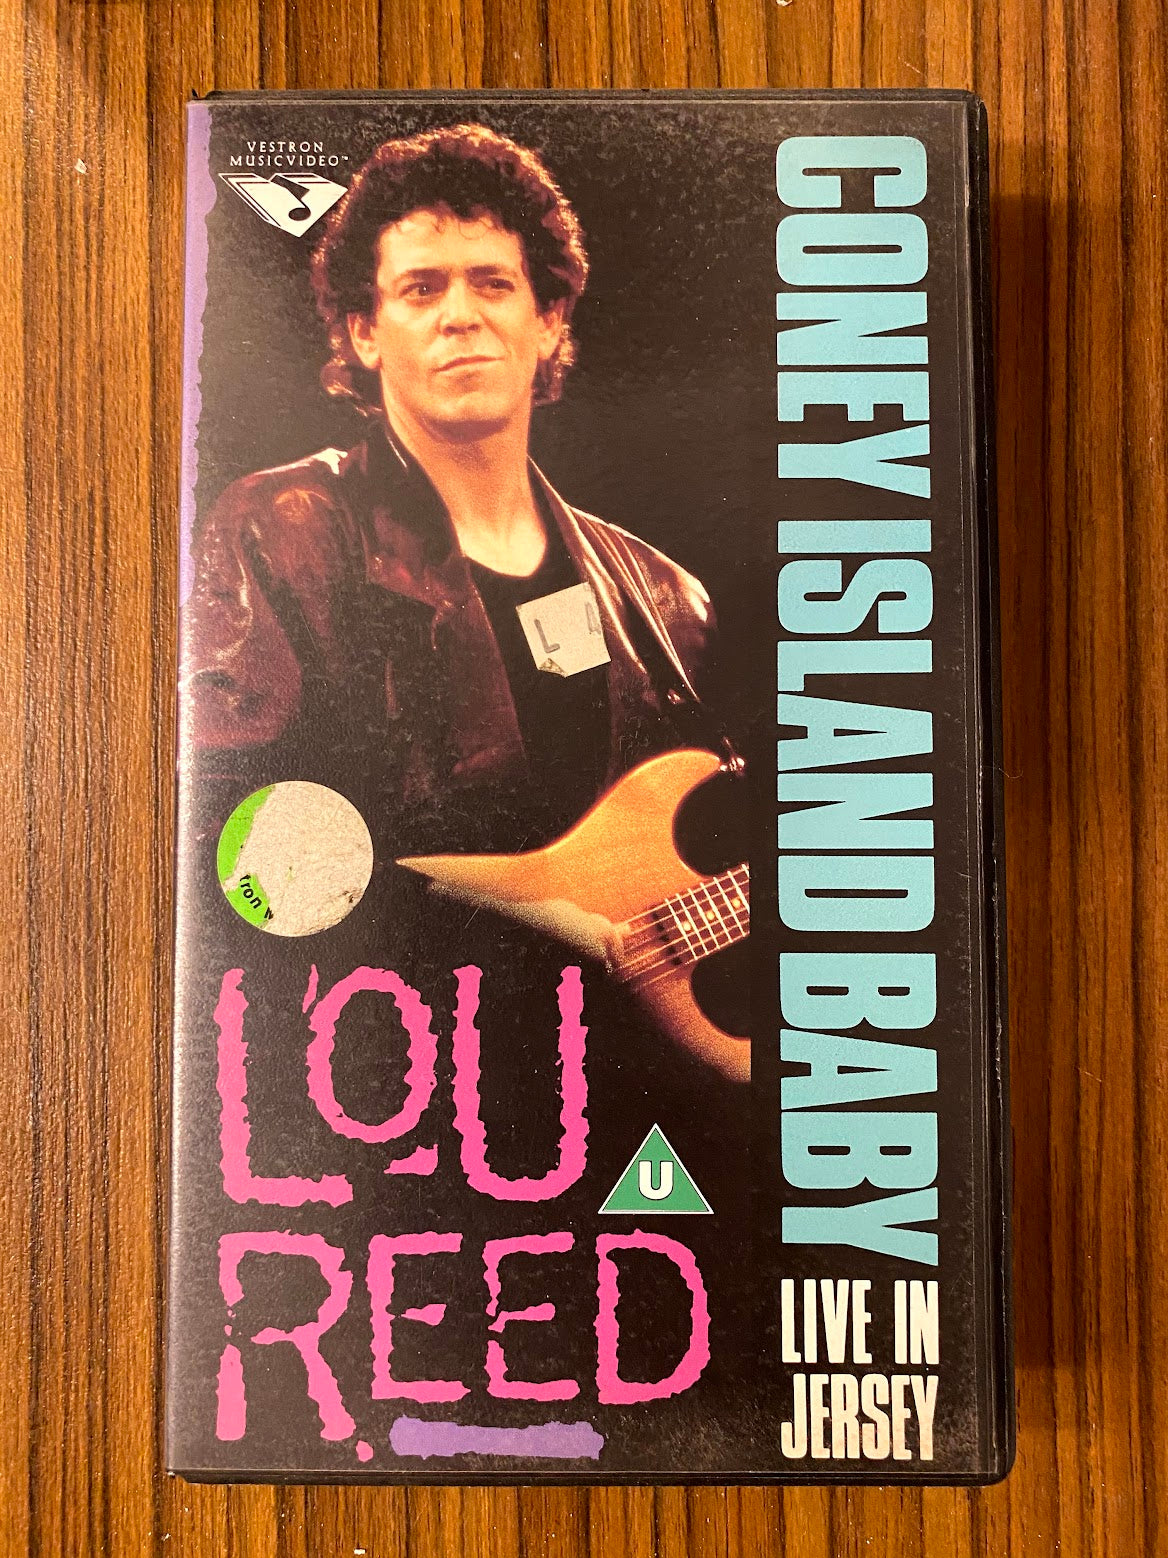 VESTRON
MUSICVIDEO™
CONEY ISLAND BABY
LIVE IN
JERSEY
L
LOU
U
REED